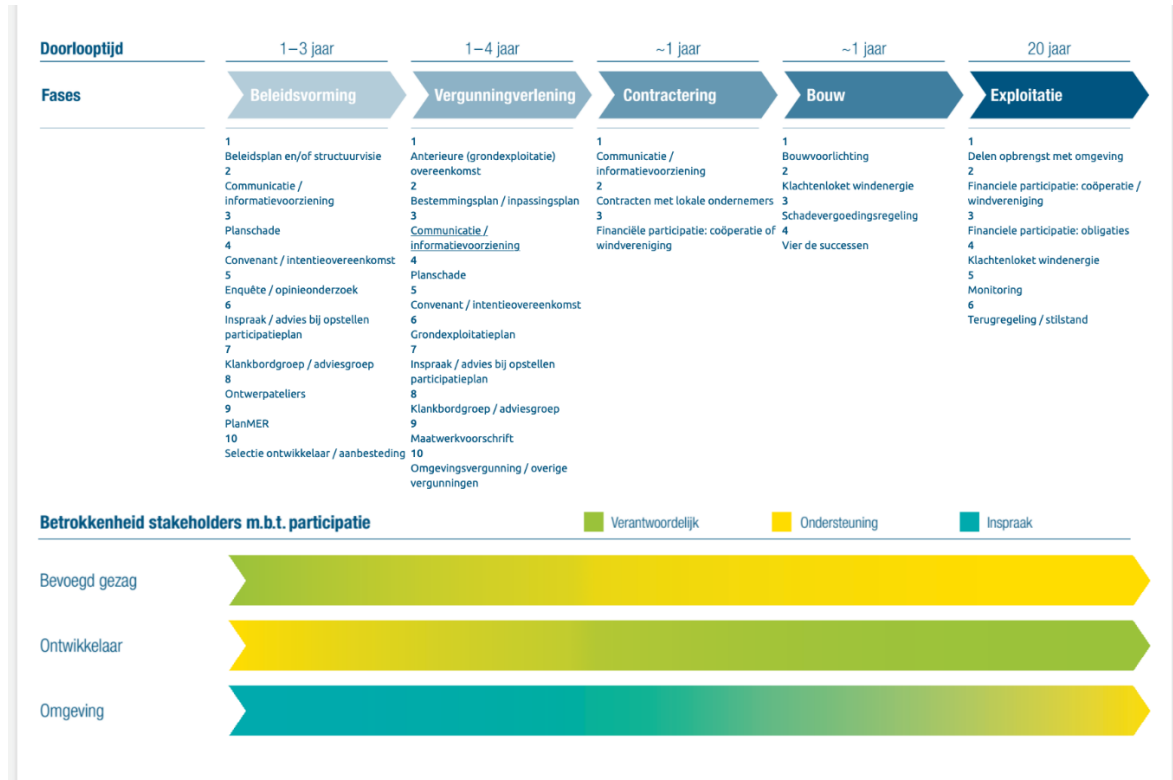 Doorlooptijd
1–3 jaar
1–4 jaar
~1 jaar
~1 jaar
20 jaar
Fases
Beleidsvorming
Vergunningverlening
Contractering
Bouw
Exploitatie
1
Beleidsplan en/of structuurvisie
2
Communicatie /
informatievoorziening
3
Planschade
4
Convenant / intentieovereenkomst
5
Enquête / opinieonderzoek
6
Inspraak / advies bij opstellen
participatieplan
7
Klankbordgroep / adviesgroep
8
Ontwerpateliers
9
PlanMER
10
Selectie ontwikkelaar / aanbesteding
1
Anterieure (grondexploitatie)
overeenkomst
2
Bestemmingsplan / inpassingsplan
3
Communicatie /
informatievoorziening
4
Planschade
5
Convenant / intentieovereenkomst
6
Grondexploitatieplan
7
Inspraak / advies bij opstellen
participatieplan
8
Klankbordgroep / adviesgroep
9
Maatwerkvoorschrift
10
Omgevingsvergunning / overige
vergunningen
1
Communicatie /
informatievoorziening
2
Contracten met lokale ondernemers
3
Financiële participatie: coöperatie of
windvereniging
1
Bouwvoorlichting
2
Klachtenloket windenergie
3
Schadevergoedingsregeling
4
Vier de successen
1
Delen opbrengst met omgeving
2
Financiele participatie: coöperatie /
windvereniging
3
Financiele participatie: obligaties
4
Klachtenloket windenergie
5
Monitoring
6
Terugregeling / stilstand
Betrokkenheid stakeholders m.b.t. participatie
Verantwoordelijk
Ondersteuning
Inspraak
Bevoegd gezag
Ontwikkelaar
Omgeving